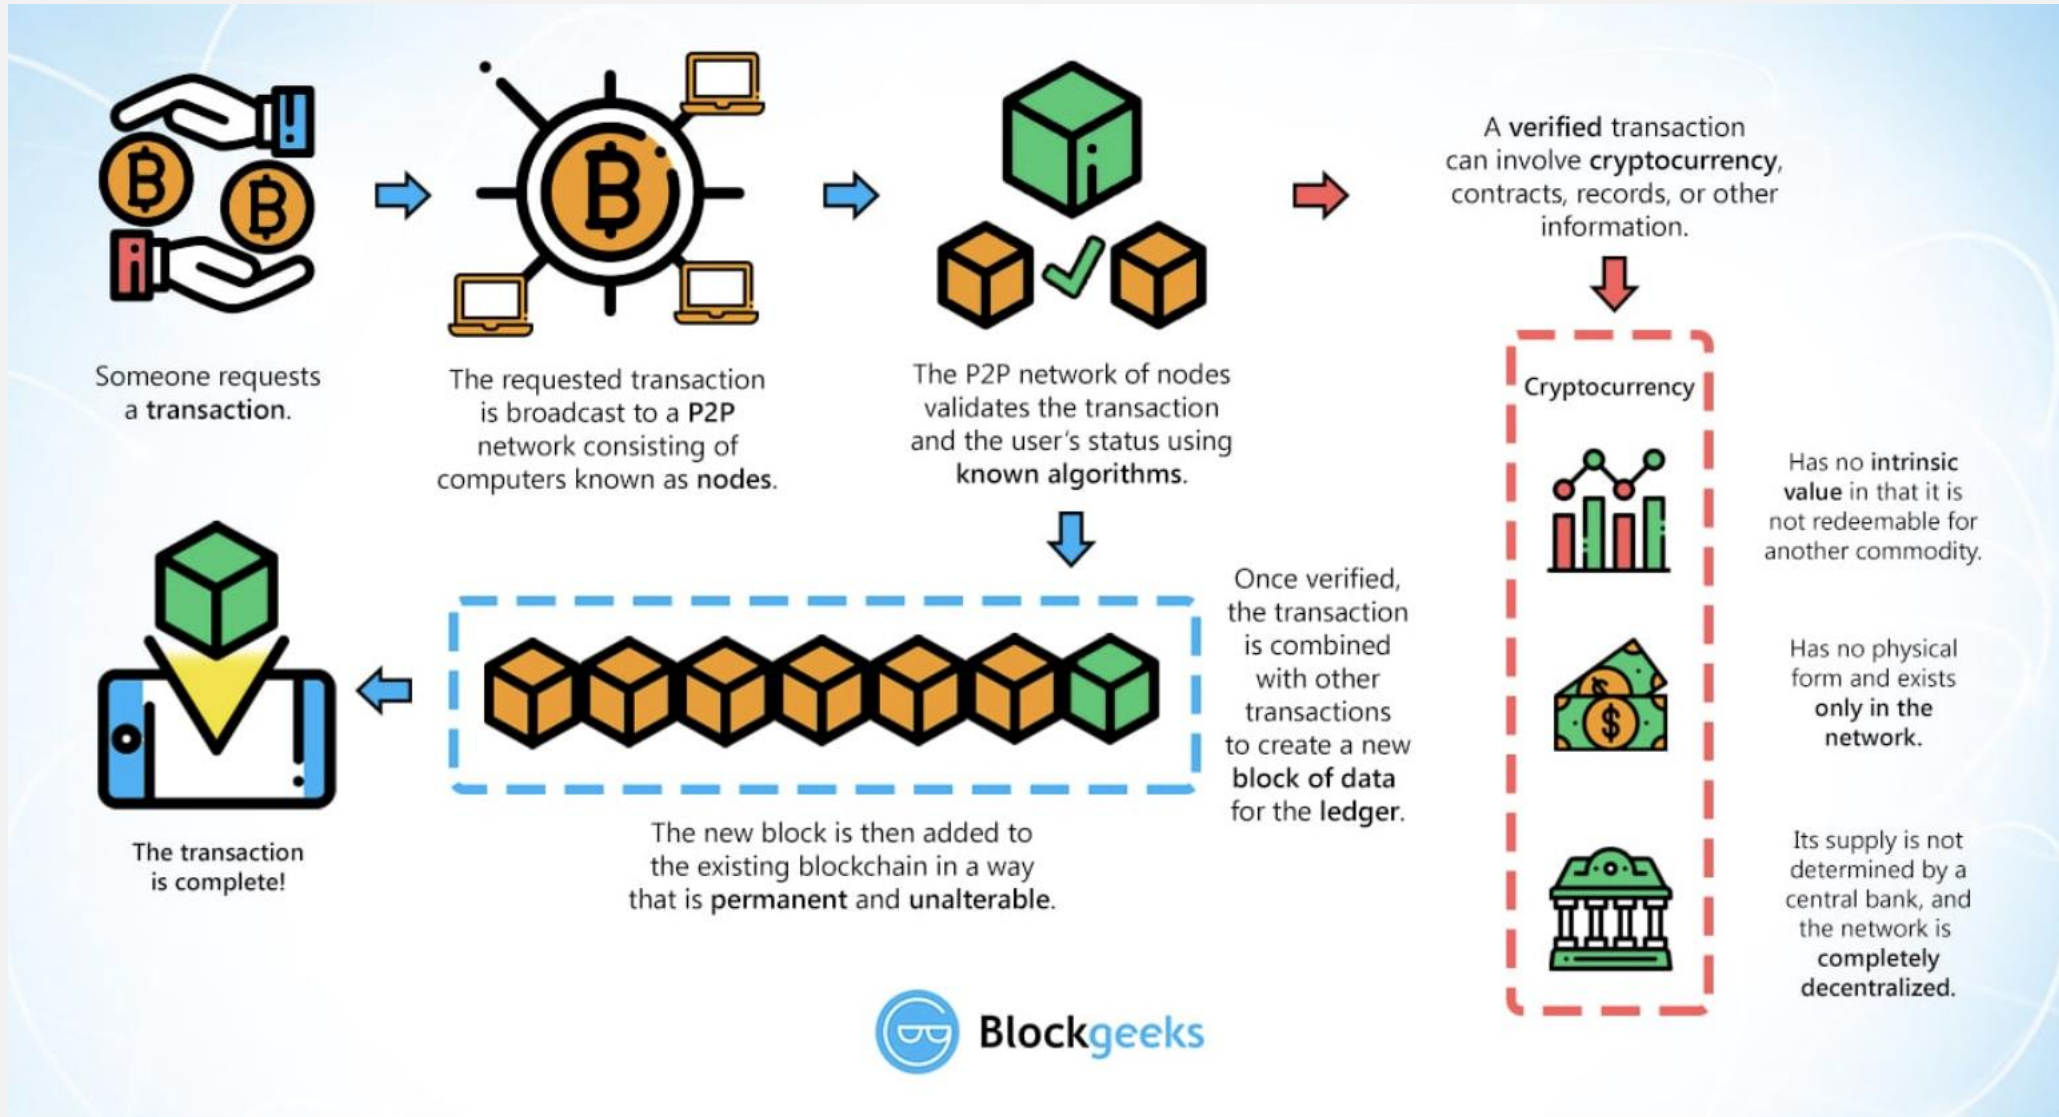 Someone requests
a transaction.
The requested transaction
is broadcast to a P2P
network consisting of
computers known as nodes.
The P2P network of nodes
validates the transaction
and the user's status using
known algorithms.
A verified transaction
can involve cryptocurrency,
contracts, records, or other
information.
Cryptocurrency
Has no intrinsic
value in that it is
not redeemable for
another commodity.
Has no physical
form and exists
only in the
network.
Its supply is not
determined by a
central bank, and
the network is
completely
decentralized.
Once verified,
the transaction
is combined
with other
transactions
to create a new
block of data
for the ledger.
The new block is then added to
the existing blockchain in a way
that is permanent and unalterable.
The transaction
is complete!
Blockgeeks